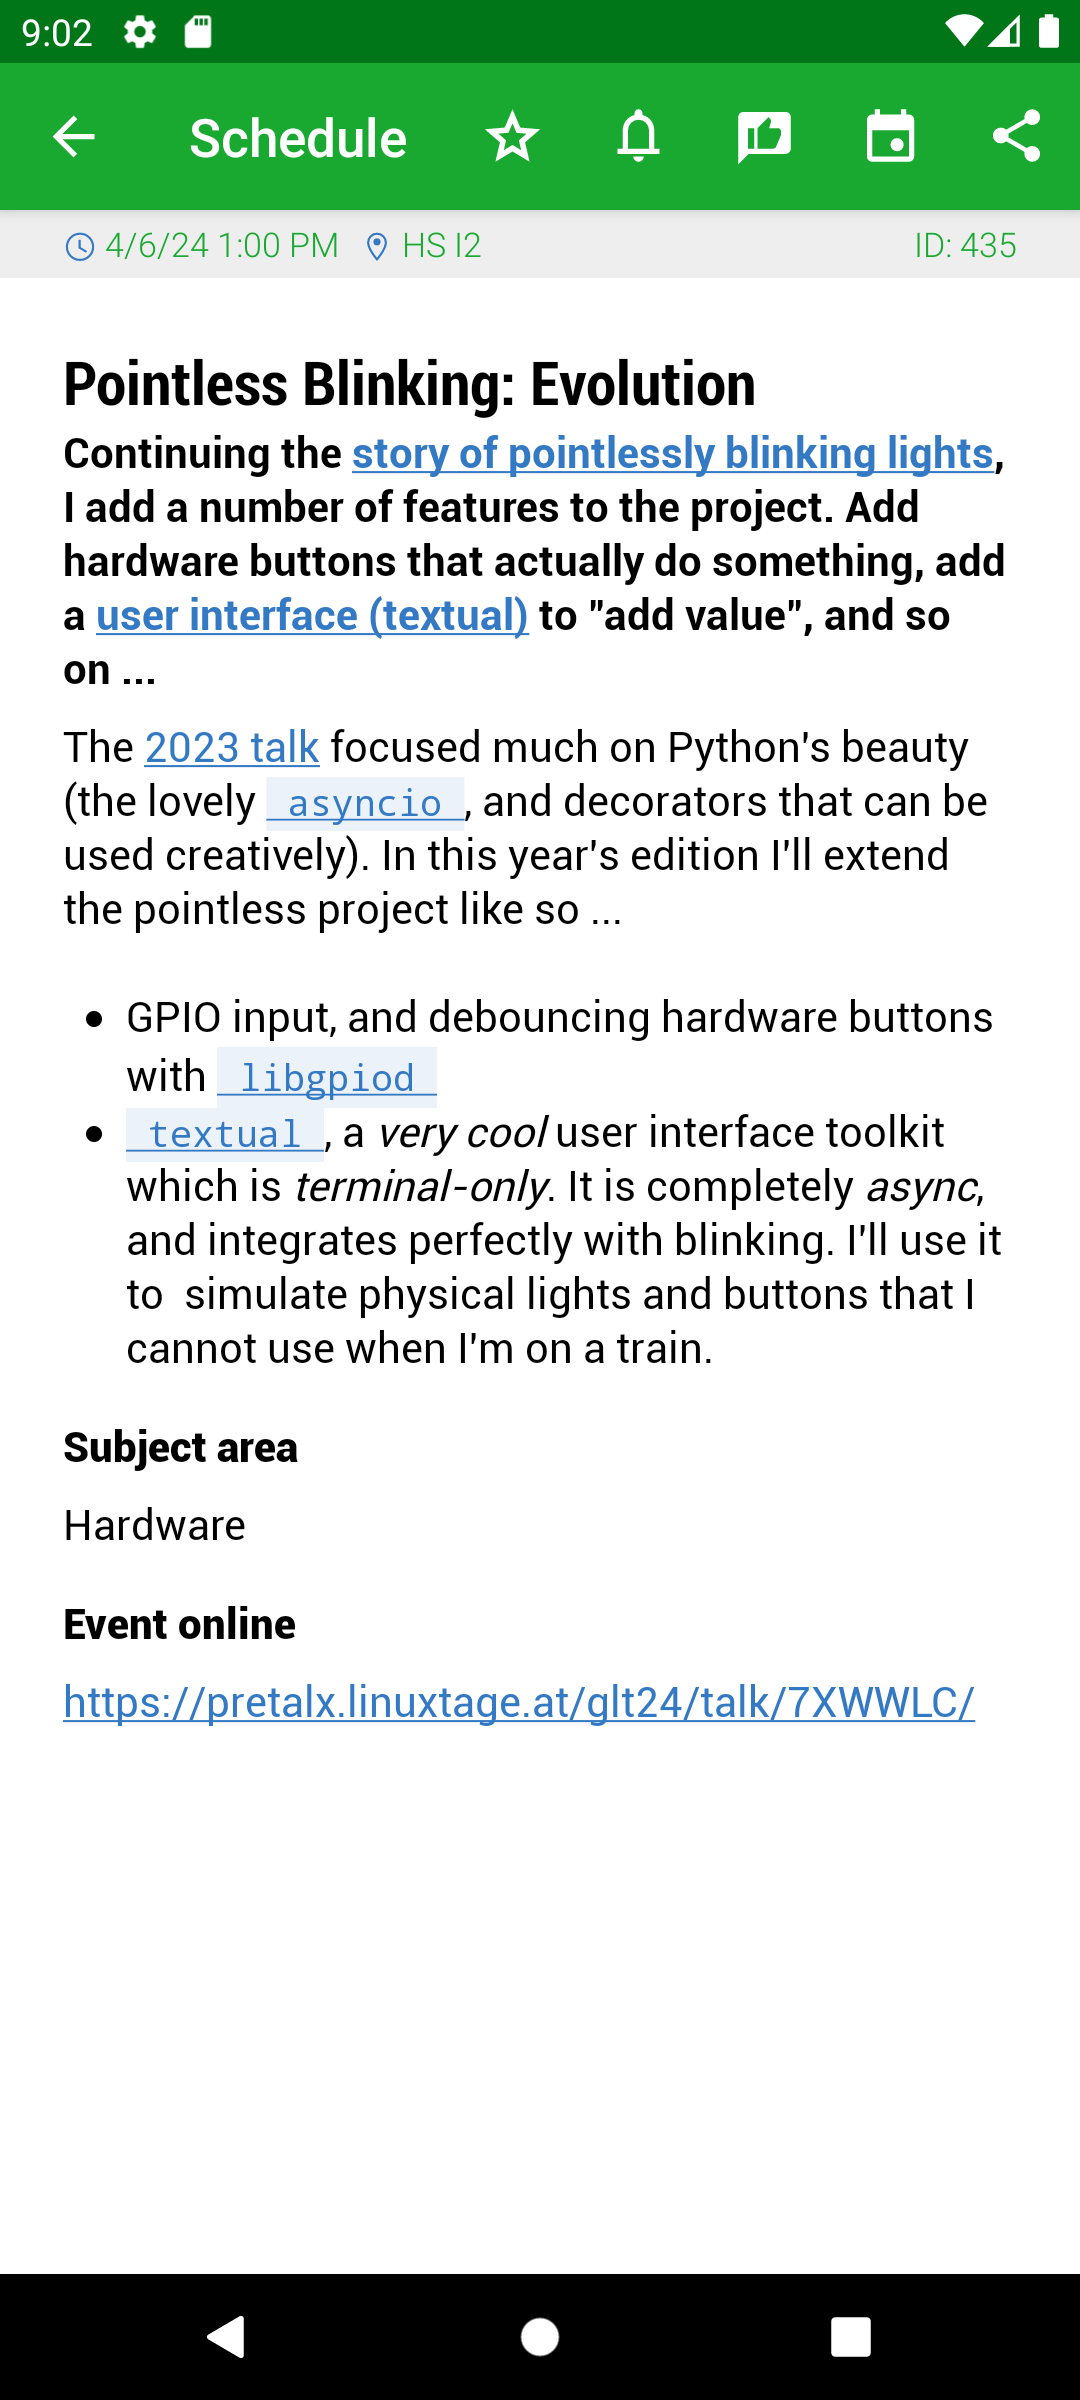 9:02
Schedule
4/6/24 1:00 PM HS I2 ID: 435
Pointless Blinking: Evolution
Continuing the story of pointlessly blinking lights,
I add a number of features to the project. Add
hardware buttons that actually do something, add
a user interface (textual) to "add value", and so
on ...
The 2023 talk focused much on Python's beauty
(the lovely asyncio, and decorators that can be
used creatively). In this year's edition I'll extend
the pointless project like so ...
• GPIO input, and debouncing hardware buttons
with libgpiod
• textual, a very cool user interface toolkit
which is terminal-only. It is completely async,
and integrates perfectly with blinking. I'll use it
to  simulate physical lights and buttons that I
cannot use when I'm on a train.
Subject area
Hardware
Event online
https://pretalx.linuxtage.at/glt24/talk/7XWWLC/